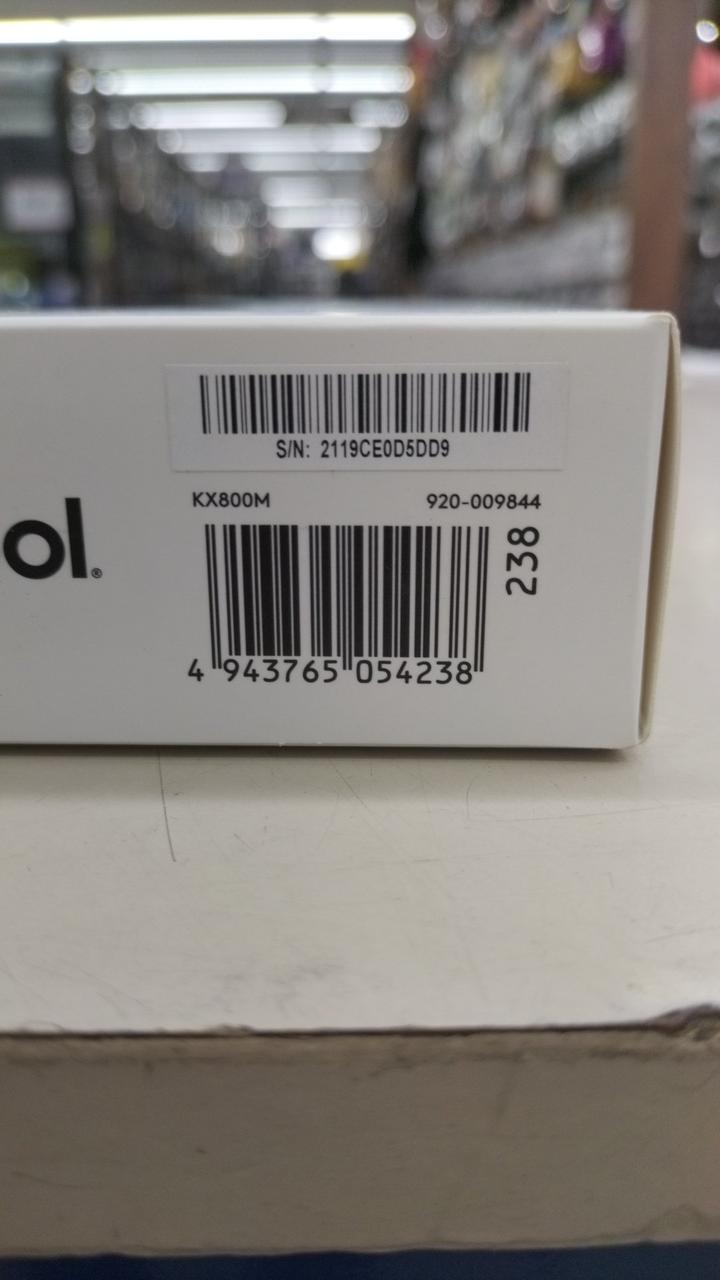 S/N: 2119CE0D5DD9
KX800M 920-009844
ol®
238
4 943765 054238